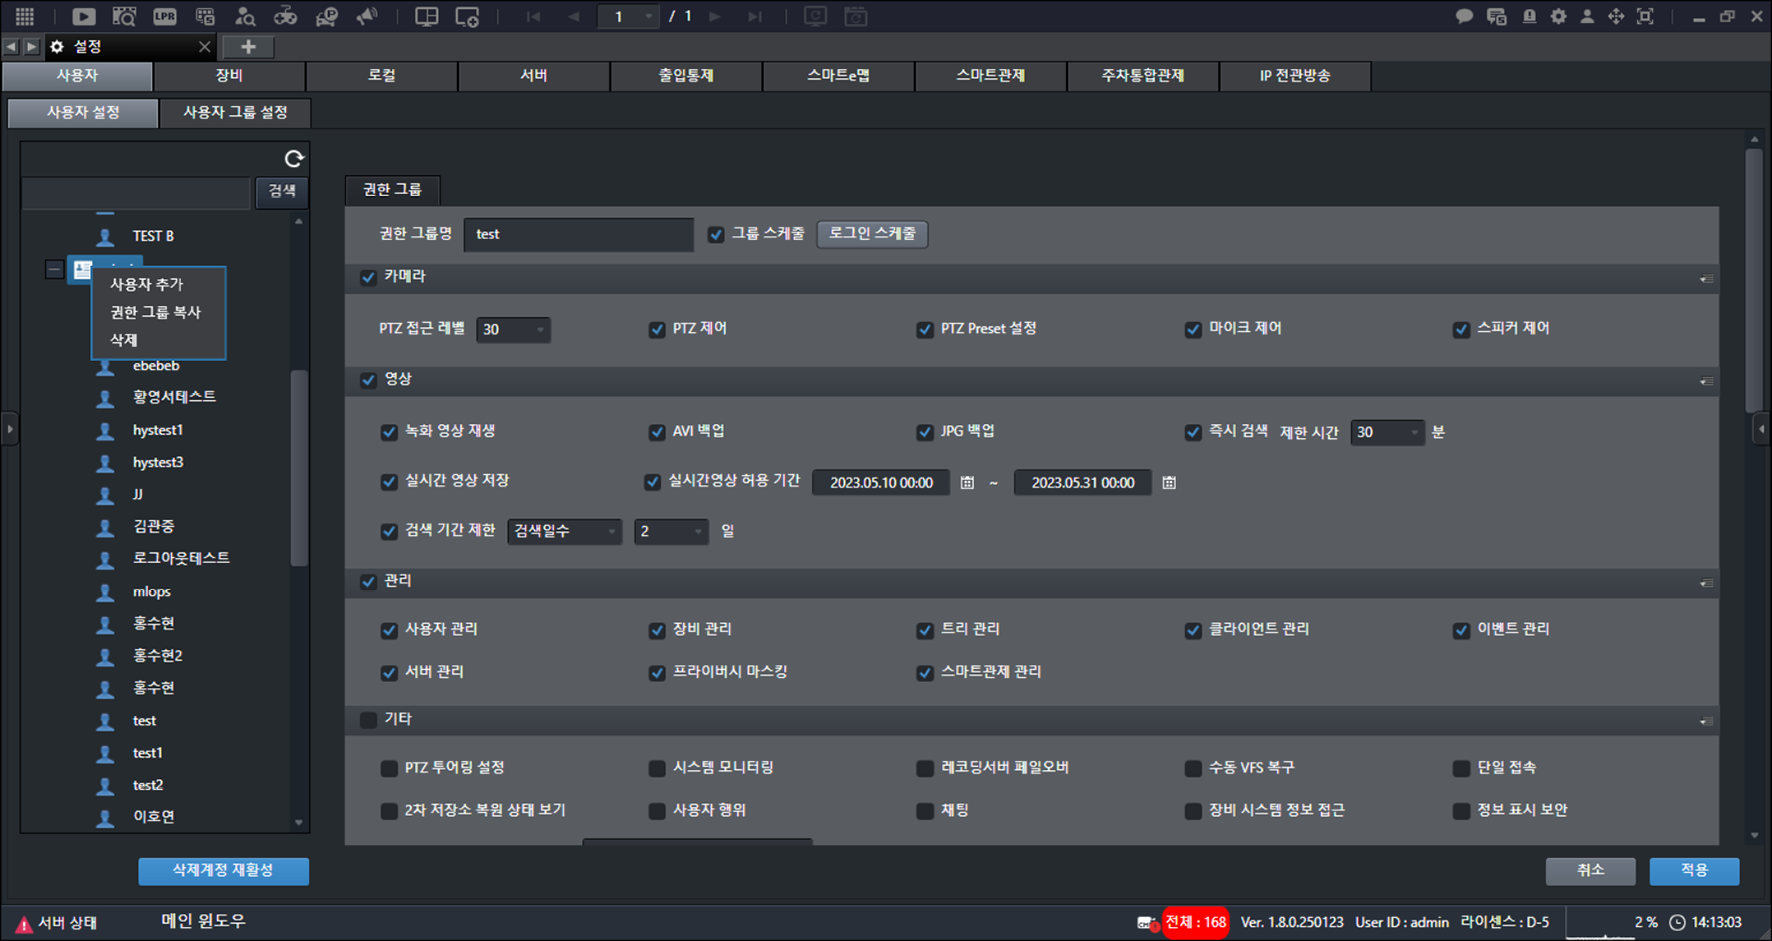 LPR
1 / 1
설정
사용자 장비 로컬 서버 출입통제 스마트e맵 스마트관제 주차통합관제 IP 전관방송
사용자 설정 사용자 그룹 설정
검색
TEST B
사용자 추가
권한 그룹 복사
삭제
ebebeb
황영서테스트
hystest1
hystest3
JJ
김관중
로그아웃테스트
mlops
홍수현
홍수현2
홍수현
test
test1
test2
이호연
삭제계정 재활성
권한 그룹
권한 그룹명 test 그룹 스케줄 로그인 스케줄
카메라
PTZ 접근 레벨 30 PTZ 제어 PTZ Preset 설정 마이크 제어 스피커 제어
영상
녹화 영상 재생 AVI 백업 JPG 백업 즉시 검색 제한 시간 30 분
실시간 영상 저장 실시간영상 허용 기간 2023.05.10 00:00 ~ 2023.05.31 00:00
검색 기간 제한 검색일수 2 일
관리
사용자 관리 장비 관리 트리 관리 클라이언트 관리 이벤트 관리
서버 관리 프라이버시 마스킹 스마트관제 관리
기타
PTZ 투어링 설정 시스템 모니터링 레코딩서버 페일오버 수동 VFS 복구 단일 접속
2차 저장소 복원 상태 보기 사용자 행위 채팅 장비 시스템 정보 접근 정보 표시 보안
취소 적용
서버 상태 메인 윈도우 전체 : 168 Ver. 1.8.0.250123 User ID : admin 라이센스 : D-5 2 % 14:13:03